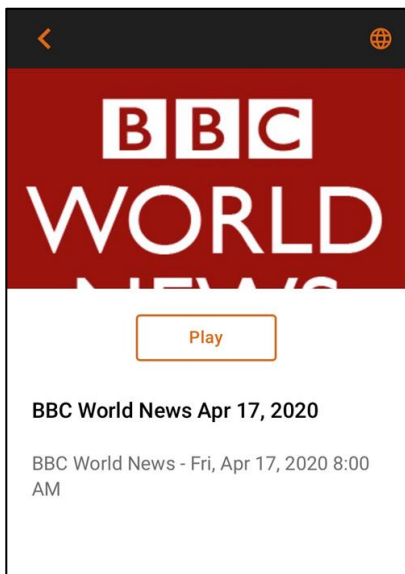 BBC
WORLD
NEWS
Play
BBC World News Apr 17, 2020
BBC World News - Fri, Apr 17, 2020 8:00
AM